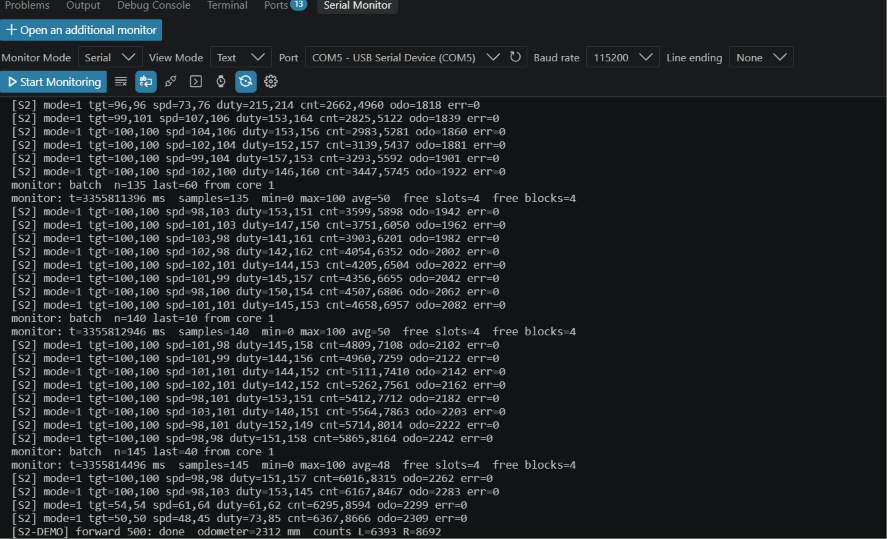 Problems Output Debug Console Terminal Ports 13 Serial Monitor
+ Open an additional monitor
Monitor Mode Serial View Mode Text Port COM5 - USB Serial Device (COM5) Baud rate 115200 Line ending None
Start Monitoring
[S2] mode=1 tgt=96,96 spd=73,76 duty=215,214 cnt=2662,4960 odo=1818 err=0
[S2] mode=1 tgt=99,101 spd=107,106 duty=153,164 cnt=2825,5122 odo=1839 err=0
[S2] mode=1 tgt=100,100 spd=104,106 duty=153,156 cnt=2983,5281 odo=1860 err=0
[S2] mode=1 tgt=100,100 spd=102,104 duty=152,157 cnt=3139,5437 odo=1881 err=0
[S2] mode=1 tgt=100,100 spd=99,104 duty=157,153 cnt=3293,5592 odo=1901 err=0
[S2] mode=1 tgt=100,100 spd=102,100 duty=146,160 cnt=3447,5745 odo=1922 err=0
monitor: batch n=135 last=60 from core 1
monitor: t=3355811396 ms samples=135 min=0 max=100 avg=50 free slots=4 free blocks=4
[S2] mode=1 tgt=100,100 spd=98,103 duty=153,151 cnt=3599,5898 odo=1942 err=0
[S2] mode=1 tgt=100,100 spd=101,103 duty=147,150 cnt=3751,6050 odo=1962 err=0
[S2] mode=1 tgt=100,100 spd=103,98 duty=141,161 cnt=3903,6201 odo=1982 err=0
[S2] mode=1 tgt=100,100 spd=102,98 duty=142,162 cnt=4054,6352 odo=2002 err=0
[S2] mode=1 tgt=100,100 spd=102,101 duty=144,153 cnt=4205,6504 odo=2022 err=0
[S2] mode=1 tgt=100,100 spd=101,99 duty=145,157 cnt=4356,6655 odo=2042 err=0
[S2] mode=1 tgt=100,100 spd=98,100 duty=150,154 cnt=4507,6806 odo=2062 err=0
[S2] mode=1 tgt=100,100 spd=101,101 duty=145,153 cnt=4658,6957 odo=2082 err=0
monitor: batch n=140 last=10 from core 1
monitor: t=3355812946 ms samples=140 min=0 max=100 avg=50 free slots=4 free blocks=4
[S2] mode=1 tgt=100,100 spd=101,98 duty=145,158 cnt=4809,7108 odo=2102 err=0
[S2] mode=1 tgt=100,100 spd=101,99 duty=144,156 cnt=4960,7259 odo=2122 err=0
[S2] mode=1 tgt=100,100 spd=101,101 duty=144,152 cnt=5111,7410 odo=2142 err=0
[S2] mode=1 tgt=100,100 spd=102,101 duty=142,152 cnt=5262,7561 odo=2162 err=0
[S2] mode=1 tgt=100,100 spd=98,101 duty=153,151 cnt=5412,7712 odo=2182 err=0
[S2] mode=1 tgt=100,100 spd=103,101 duty=140,151 cnt=5564,7863 odo=2203 err=0
[S2] mode=1 tgt=100,100 spd=98,101 duty=152,149 cnt=5714,8014 odo=2222 err=0
[S2] mode=1 tgt=100,100 spd=98,98 duty=151,158 cnt=5865,8164 odo=2242 err=0
monitor: batch n=145 last=40 from core 1
monitor: t=3355814496 ms samples=145 min=0 max=100 avg=48 free slots=4 free blocks=4
[S2] mode=1 tgt=100,100 spd=98,98 duty=151,157 cnt=6016,8315 odo=2262 err=0
[S2] mode=1 tgt=100,100 spd=98,103 duty=153,145 cnt=6167,8467 odo=2283 err=0
[S2] mode=1 tgt=54,54 spd=61,64 duty=61,62 cnt=6295,8594 odo=2299 err=0
[S2] mode=1 tgt=50,50 spd=48,45 duty=73,85 cnt=6367,8666 odo=2309 err=0
[S2-DEMO] forward 500: done odometer=2312 mm counts L=6393 R=8692